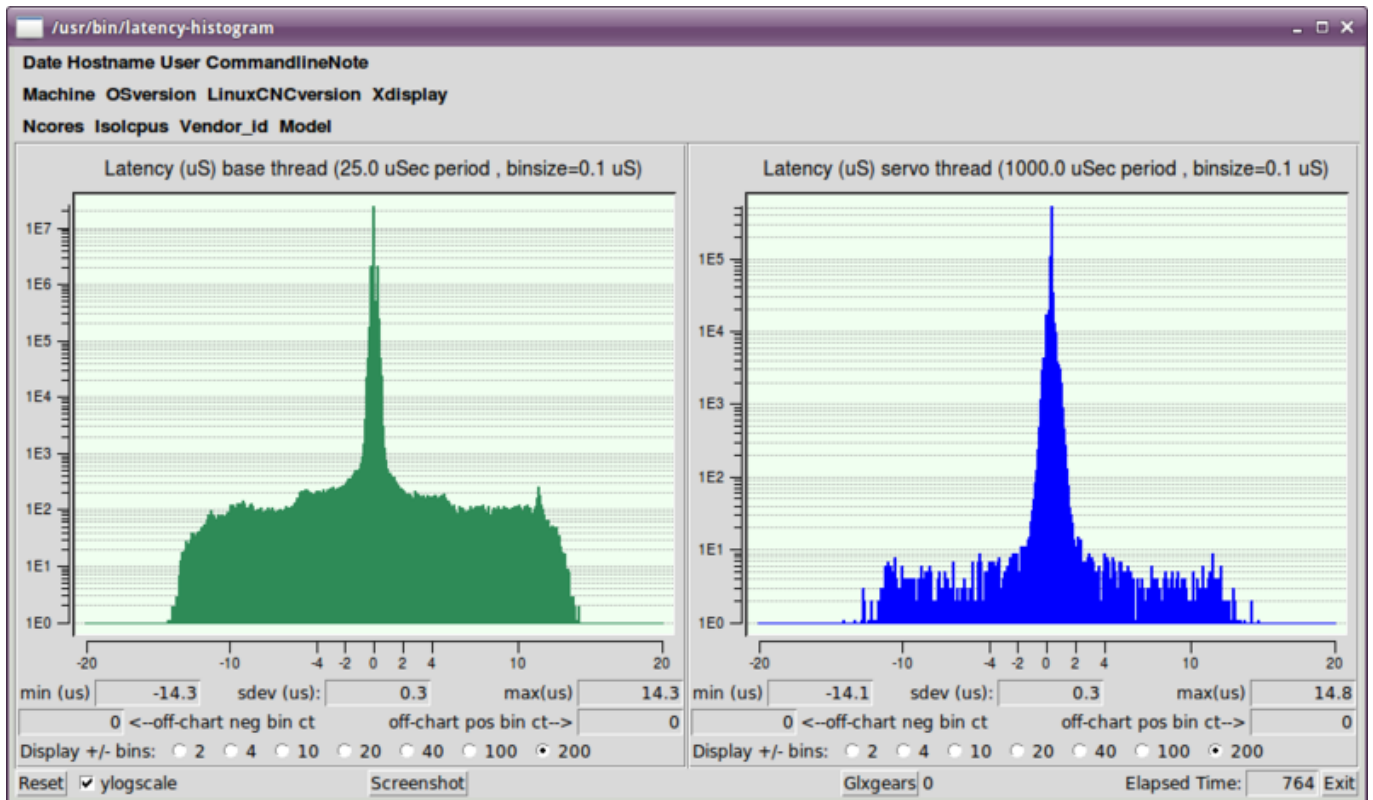 /usr/bin/latency-histogram
Date Hostname User CommandlineNote
Machine OSversion LinuxCNCversion Xdisplay
Ncores Isolcpus Vendor_id Model
Latency (uS) base thread (25.0 uSec period , binsize=0.1 uS)
1E7
1E6
1E5
1E4
1E3
1E2
1E1
1E0
-20 -10 -4 -2 0 2 4 10 20
min (us) -14.3 sdev (us): 0.3 max(us) 14.3
0 <--off-chart neg bin ct off-chart pos bin ct--> 0
Display +/- bins: 2 4 10 20 40 100 200
Latency (uS) servo thread (1000.0 uSec period , binsize=0.1 uS)
1E5
1E4
1E3
1E2
1E1
1E0
-20 -10 -4 -2 0 2 4 10 20
min (us) -14.1 sdev (us): 0.3 max(us) 14.8
0 <--off-chart neg bin ct off-chart pos bin ct--> 0
Display +/- bins: 2 4 10 20 40 100 200
Reset ylogscale Screenshot Glxgears 0 Elapsed Time: 764 Exit